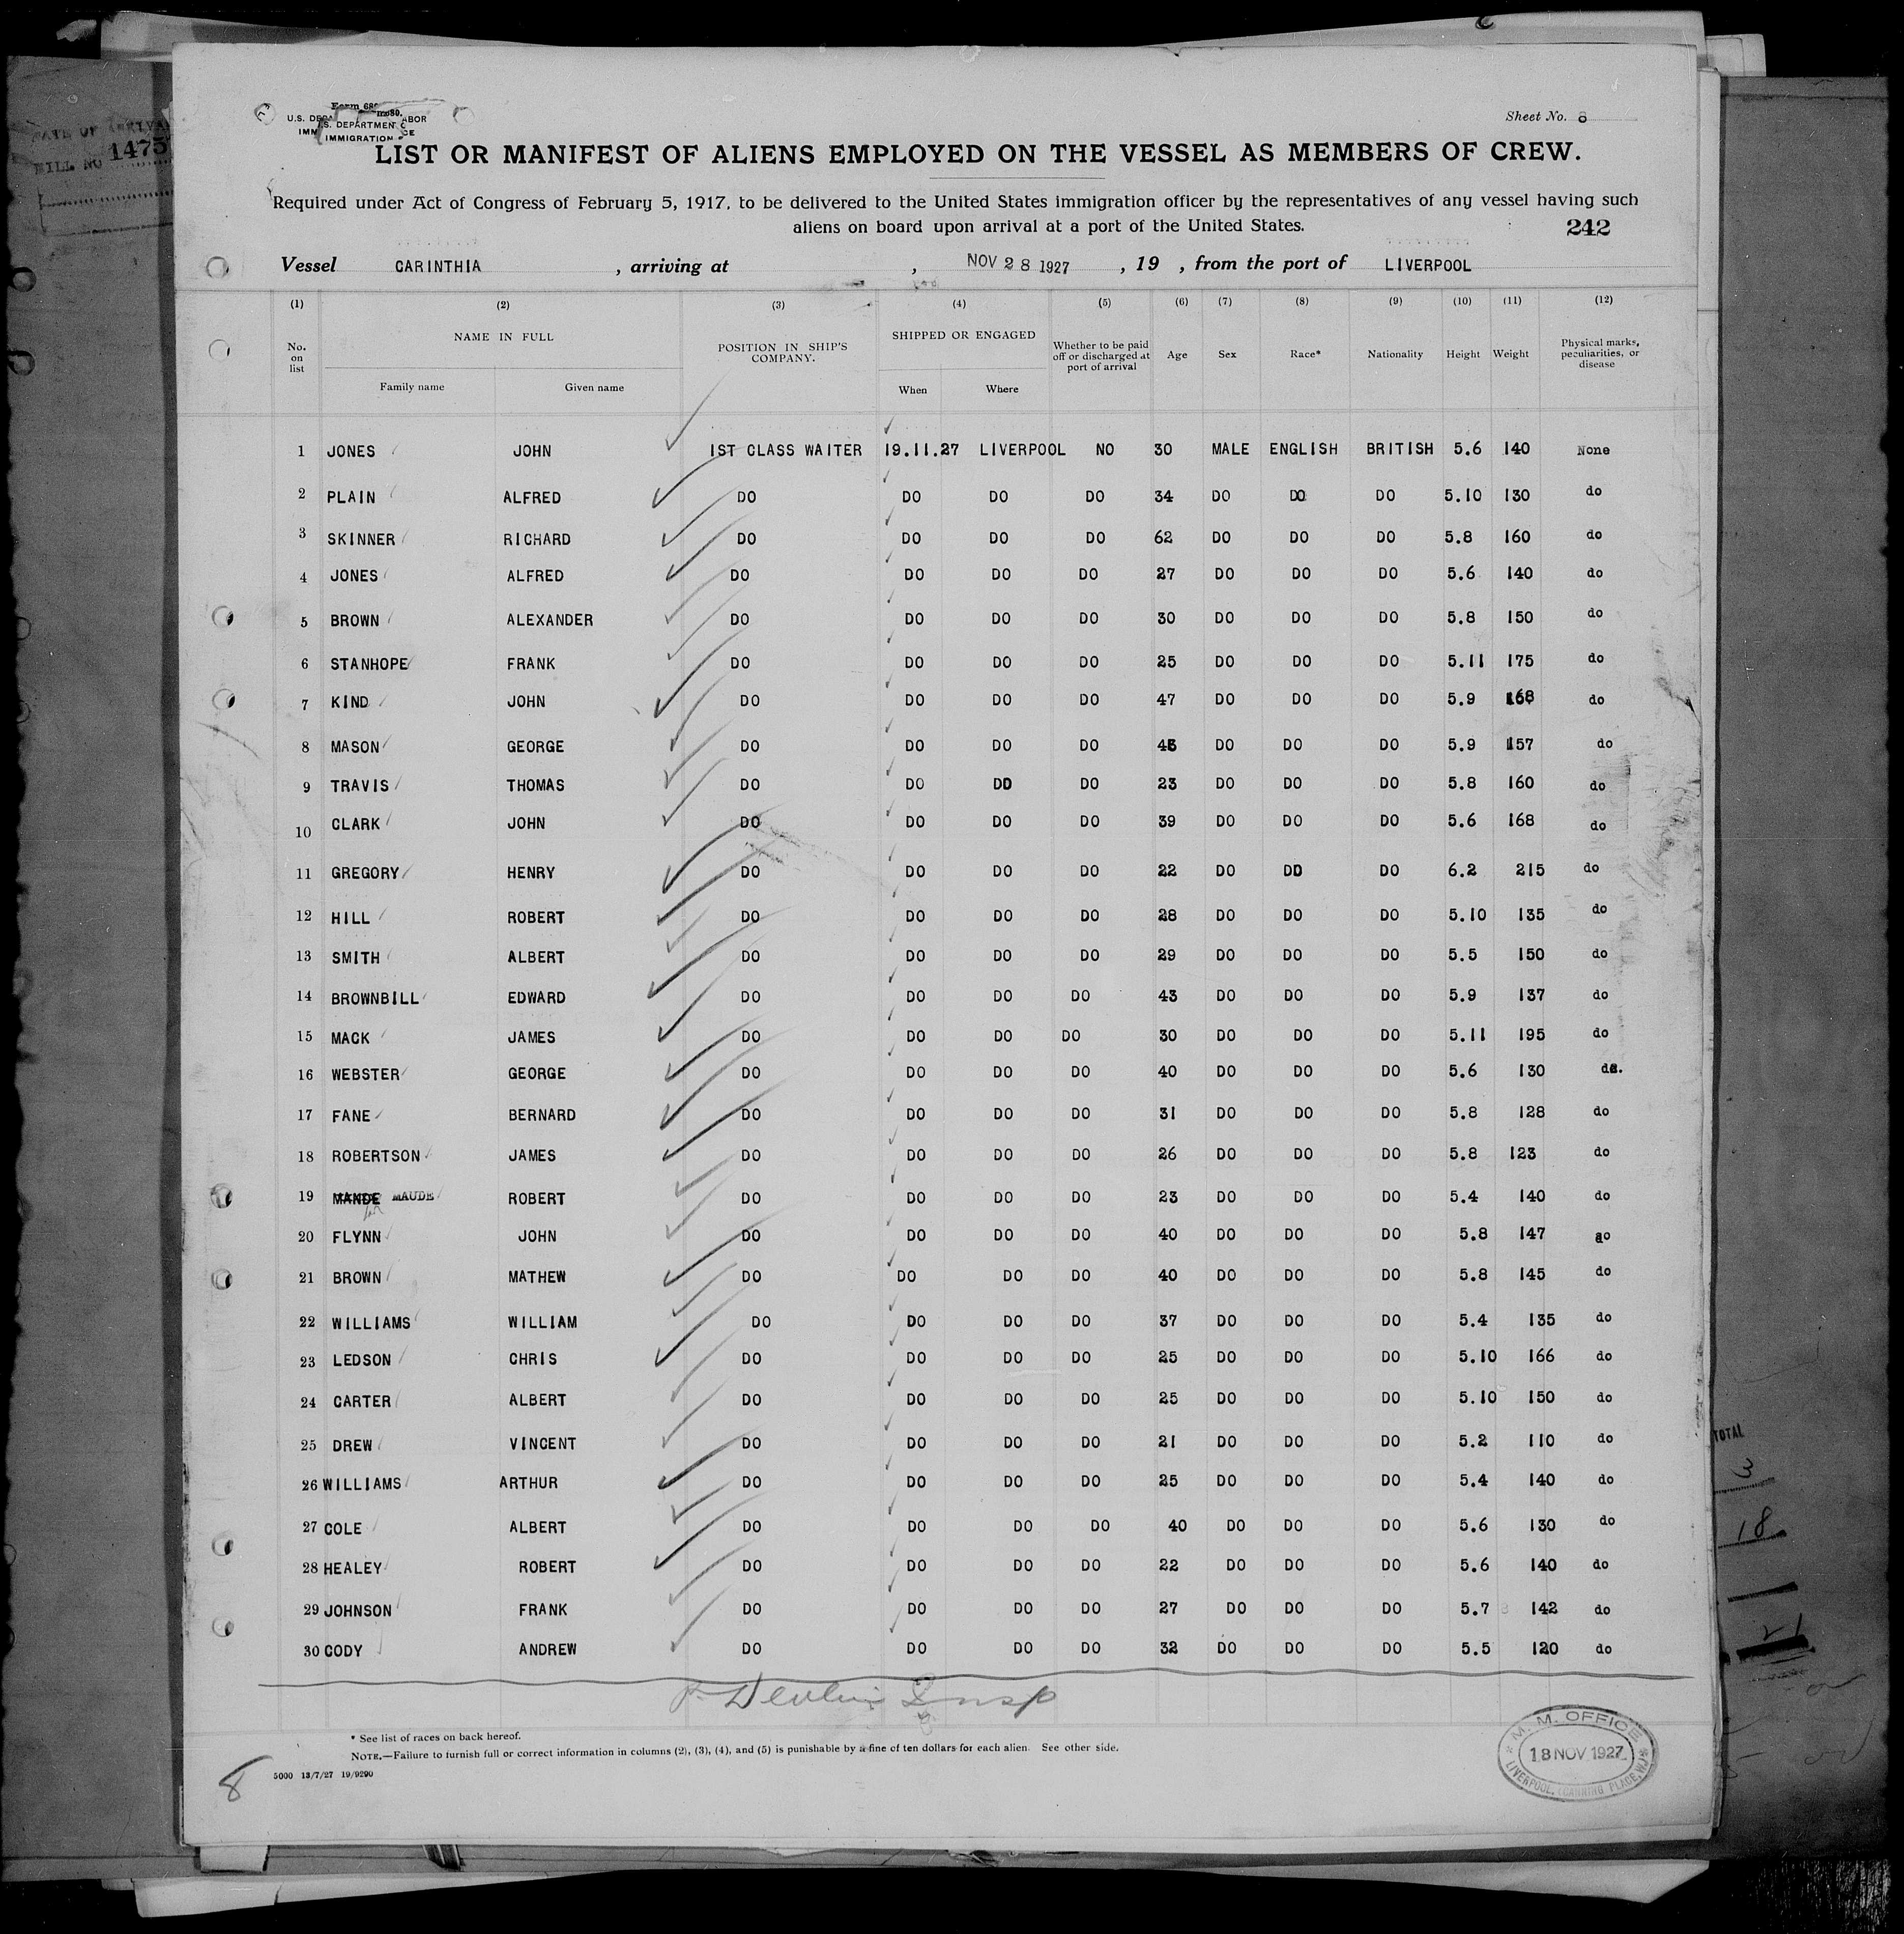 DATE OF ARRIVAL
BILL NO 1475
Form 680
U.S. DEPARTMENT LABOR
IMMIGRATION
Sheet No. 8
LIST OR MANIFEST OF ALIENS EMPLOYED ON THE VESSEL AS MEMBERS OF CREW.
Required under Act of Congress of February 5, 1917, to be delivered to the United States immigration officer by the representatives of any vessel having such
aliens on board upon arrival at a port of the United States.
242
Vessel CARINTHIA , arriving at , NOV 28 1927 , 19 , from the port of LIVERPOOL
(1) (2) (3) (4) (5) (6) (7) (8) (9) (10) (11) (12)
No. on list NAME IN FULL POSITION IN SHIP'S COMPANY. SHIPPED OR ENGAGED Whether to be paid off or discharged at port of arrival Age Sex Race* Nationality Height Weight Physical marks, peculiarities, or disease
Family name Given name When Where
1 JONES JOHN 1ST CLASS WAITER 19.11.27 LIVERPOOL NO 30 MALE ENGLISH BRITISH 5.6 140 None
2 PLAIN ALFRED DO DO DO DO 34 DO DO DO 5.10 130 do
3 SKINNER RICHARD DO DO DO DO 62 DO DO DO 5.8 160 do
4 JONES ALFRED DO DO DO DO 27 DO DO DO 5.6 140 do
5 BROWN ALEXANDER DO DO DO DO 30 DO DO DO 5.8 150 do
6 STANHOPE FRANK DO DO DO DO 25 DO DO DO 5.11 175 do
7 KIND JOHN DO DO DO DO 47 DO DO DO 5.9 168 do
8 MASON GEORGE DO DO DO DO DO DO DO 5.9 157 do
9 TRAVIS THOMAS DO DO DO DO 23 DO DO DO 5.8 160 do
10 CLARK JOHN DO DO DO DO 39 DO DO DO 5.6 168 do
11 GREGORY HENRY DO DO DO DO 22 DO DO DO 6.2 215 do
12 HILL ROBERT DO DO DO DO 28 DO DO DO 5.10 135 do
13 SMITH ALBERT DO DO DO DO 29 DO DO DO 5.5 150 do
14 BROWNBILL EDWARD DO DO DO DO 43 DO DO DO 5.9 137 do
15 MACK JAMES DO DO DO DO 30 DO DO DO 5.11 195 do
16 WEBSTER GEORGE DO DO DO DO 40 DO DO DO 5.6 130 do.
17 FANE BERNARD DO DO DO DO 31 DO DO DO 5.8 128 do
18 ROBERTSON JAMES DO DO DO DO 26 DO DO DO 5.8 123 do
19 MANDE MAUDE ROBERT DO DO DO DO 23 DO DO DO 5.4 140 do
20 FLYNN JOHN DO DO DO DO 40 DO DO DO 5.8 147 do
21 BROWN MATHEW DO DO DO DO 40 DO DO DO 5.8 145 do
22 WILLIAMS WILLIAM DO DO DO DO 37 DO DO DO 5.4 135 do
23 LEDSON CHRIS DO DO DO DO 25 DO DO DO 5.10 166 do
24 CARTER ALBERT DO DO DO DO 25 DO DO DO 5.10 150 do
25 DREW VINCENT DO DO DO DO 21 DO DO DO 5.2 110 do
26 WILLIAMS ARTHUR DO DO DO DO 25 DO DO DO 5.4 140 do
27 COLE ALBERT DO DO DO DO 40 DO DO DO 5.6 130 do
28 HEALEY ROBERT DO DO DO DO 22 DO DO DO 5.6 140 do
29 JOHNSON FRANK DO DO DO DO 27 DO DO DO 5.7 142 do
30 CODY ANDREW DO DO DO DO 32 DO DO DO 5.5 120 do
TOTAL
3
18
21
Insp
* See list of races on back hereof.
NOTE.—Failure to furnish full or correct information in columns (2), (3), (4), and (5) is punishable by a fine of ten dollars for each alien. See other side.
5000 13/7/27 19/9290
8
M. M. OFFICE
18 NOV 1927
LIVERPOOL, CANNING PLACE,